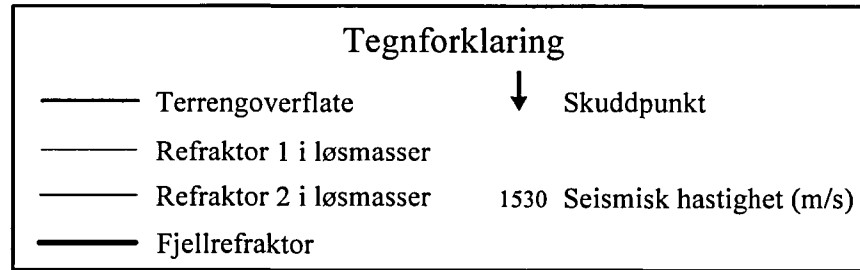 Tegnforklaring
Terrengoverflate
Skuddpunkt
Refraktor 1 i løsmasser
Refraktor 2 i løsmasser
1530 Seismisk hastighet (m/s)
Fjellrefraktor